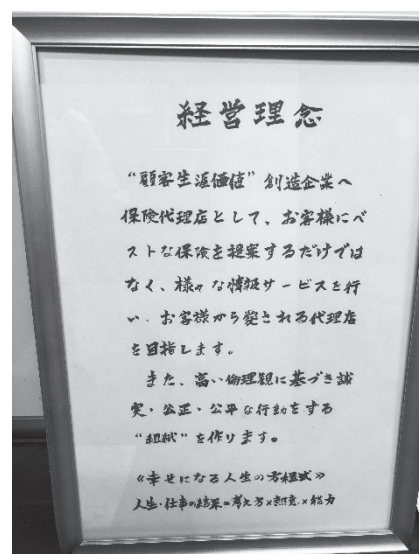 経営理念
“顧客生涯価値”創造企業へ
保険代理店として、お客様にベ
ストな保険を提案するだけでは
なく、様々な情報サービスを行
い、お客様から愛される代理店
を目指します。
また、高い倫理観に基づき誠
実・公正・公平な行動をする
“組織”を作ります。
《幸せになる人生の方程式》
人生・仕事の結果=考え方×熱意×能力